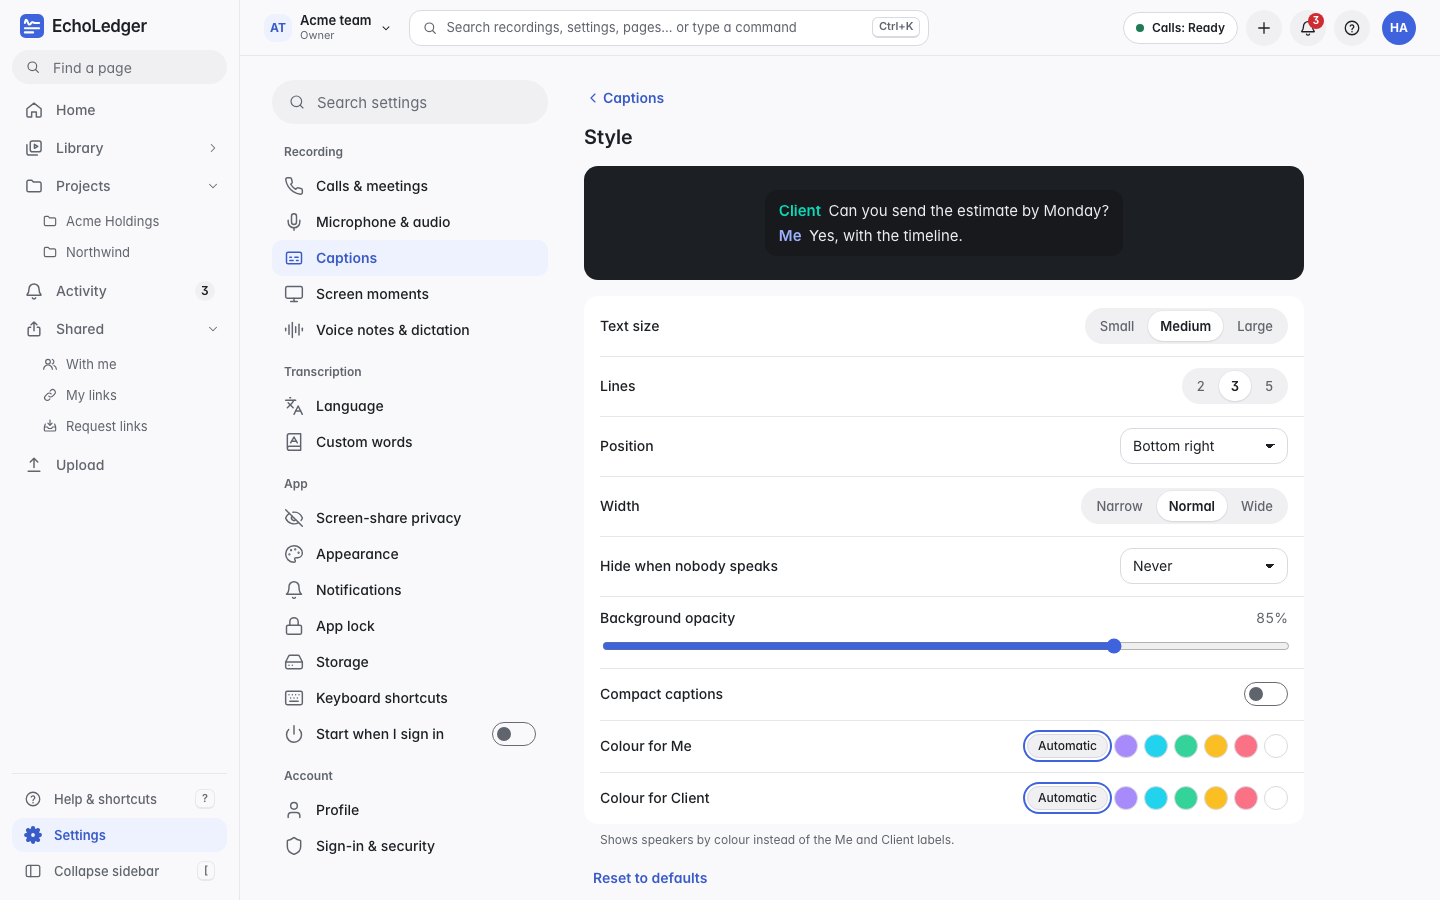 EchoLedger
Find a page
Home
Library
Projects
Acme Holdings
Northwind
Activity 3
Shared
With me
My links
Request links
Upload
Help & shortcuts ?
Settings
Collapse sidebar [
AT Acme team
Owner
Search recordings, settings, pages... or type a command Ctrl+K
Calls: Ready
3
HA
Search settings
Recording
Calls & meetings
Microphone & audio
Captions
Screen moments
Voice notes & dictation
Transcription
Language
Custom words
App
Screen-share privacy
Appearance
Notifications
App lock
Storage
Keyboard shortcuts
Start when I sign in
Account
Profile
Sign-in & security
Captions
Style
Client Can you send the estimate by Monday?
Me Yes, with the timeline.
Text size Small Medium Large
Lines 2 3 5
Position Bottom right
Width Narrow Normal Wide
Hide when nobody speaks Never
Background opacity 85%
Compact captions
Colour for Me Automatic
Colour for Client Automatic
Shows speakers by colour instead of the Me and Client labels.
Reset to defaults